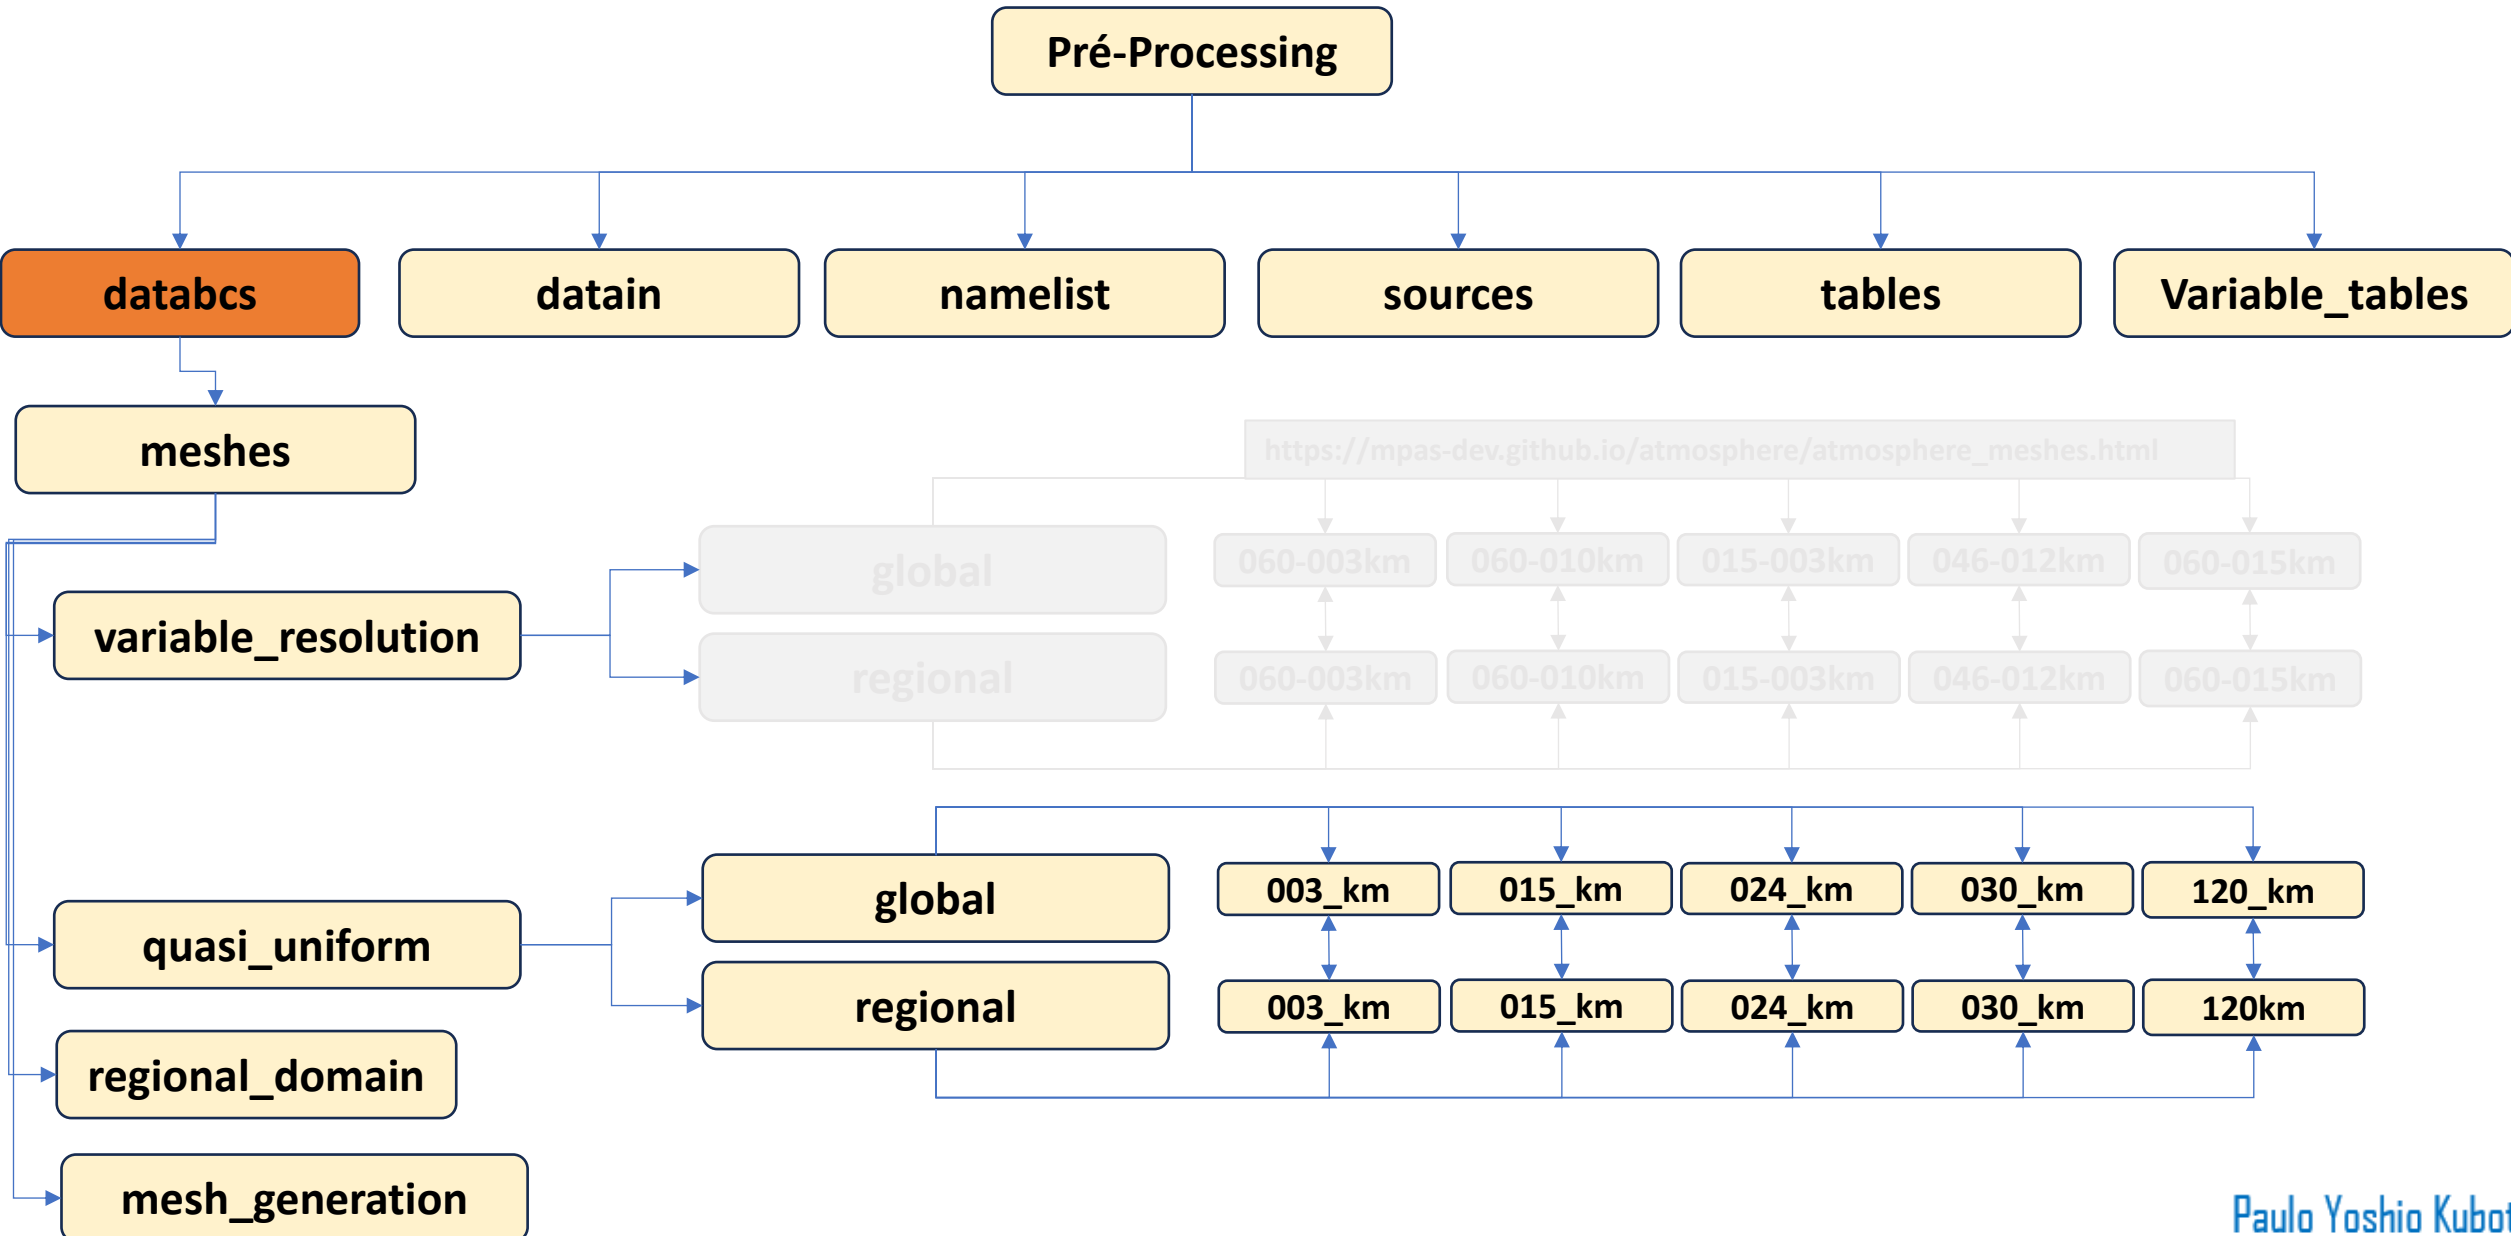 Pré-Processing
databcs
datain
namelist
sources
tables
Variable_tables
meshes
https://mpas-dev.github.io/atmosphere/atmosphere_meshes.html
variable_resolution
global
060-003km
060-010km
015-003km
046-012km
060-015km
regional
060-003km
060-010km
015-003km
046-012km
060-015km
quasi_uniform
global
003_km
015_km
024_km
030_km
120_km
regional
003_km
015_km
024_km
030_km
120km
regional_domain
mesh_generation
Paulo Yoshio Kubot